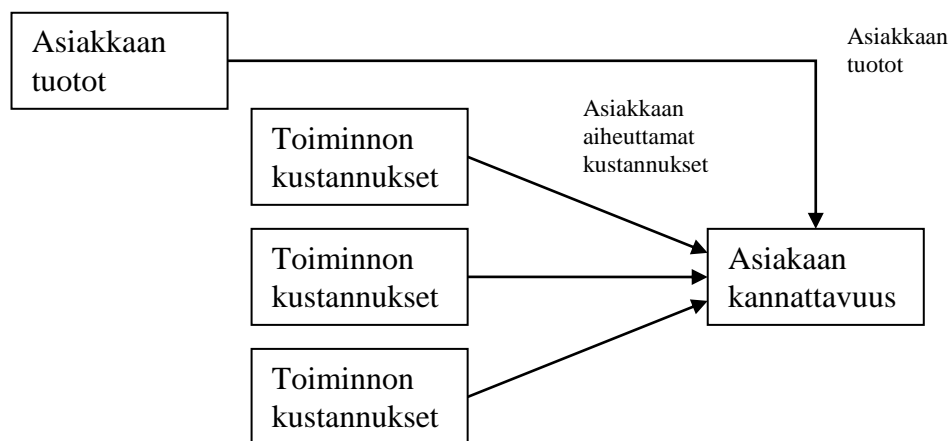 Asiakkaan
tuotot
Asiakkaan
tuotot
Asiakkaan
aiheuttamat
kustannukset
Toiminnon
kustannukset
Toiminnon
kustannukset
Asiakaan
kannattavuus
Toiminnon
kustannukset